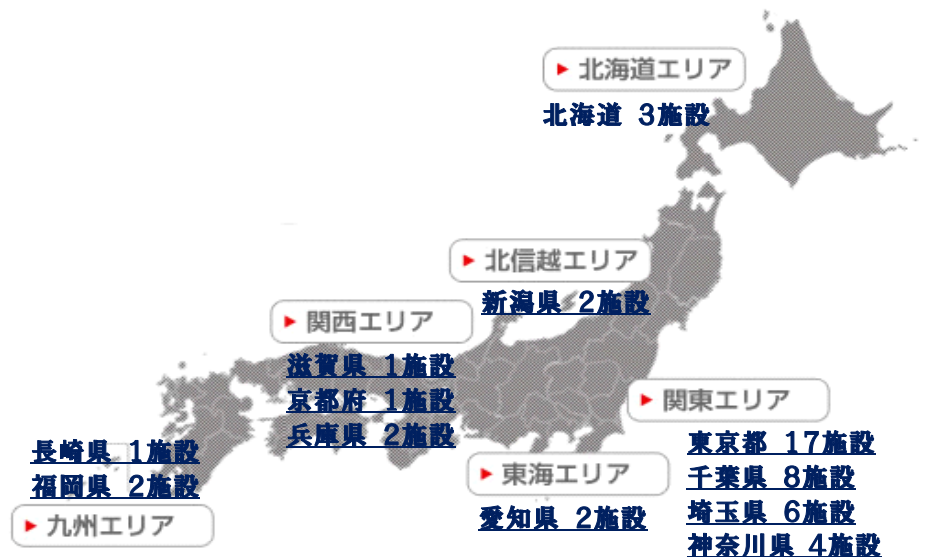 ▶ 北海道エリア
北海道 3施設
▶ 北信越エリア
新潟県 2施設
▶ 関西エリア
滋賀県 1施設
京都府 1施設
兵庫県 2施設
▶ 関東エリア
東京都 17施設
千葉県 8施設
埼玉県 6施設
神奈川県 4施設
▶ 東海エリア
愛知県 2施設
長崎県 1施設
福岡県 2施設
▶ 九州エリア